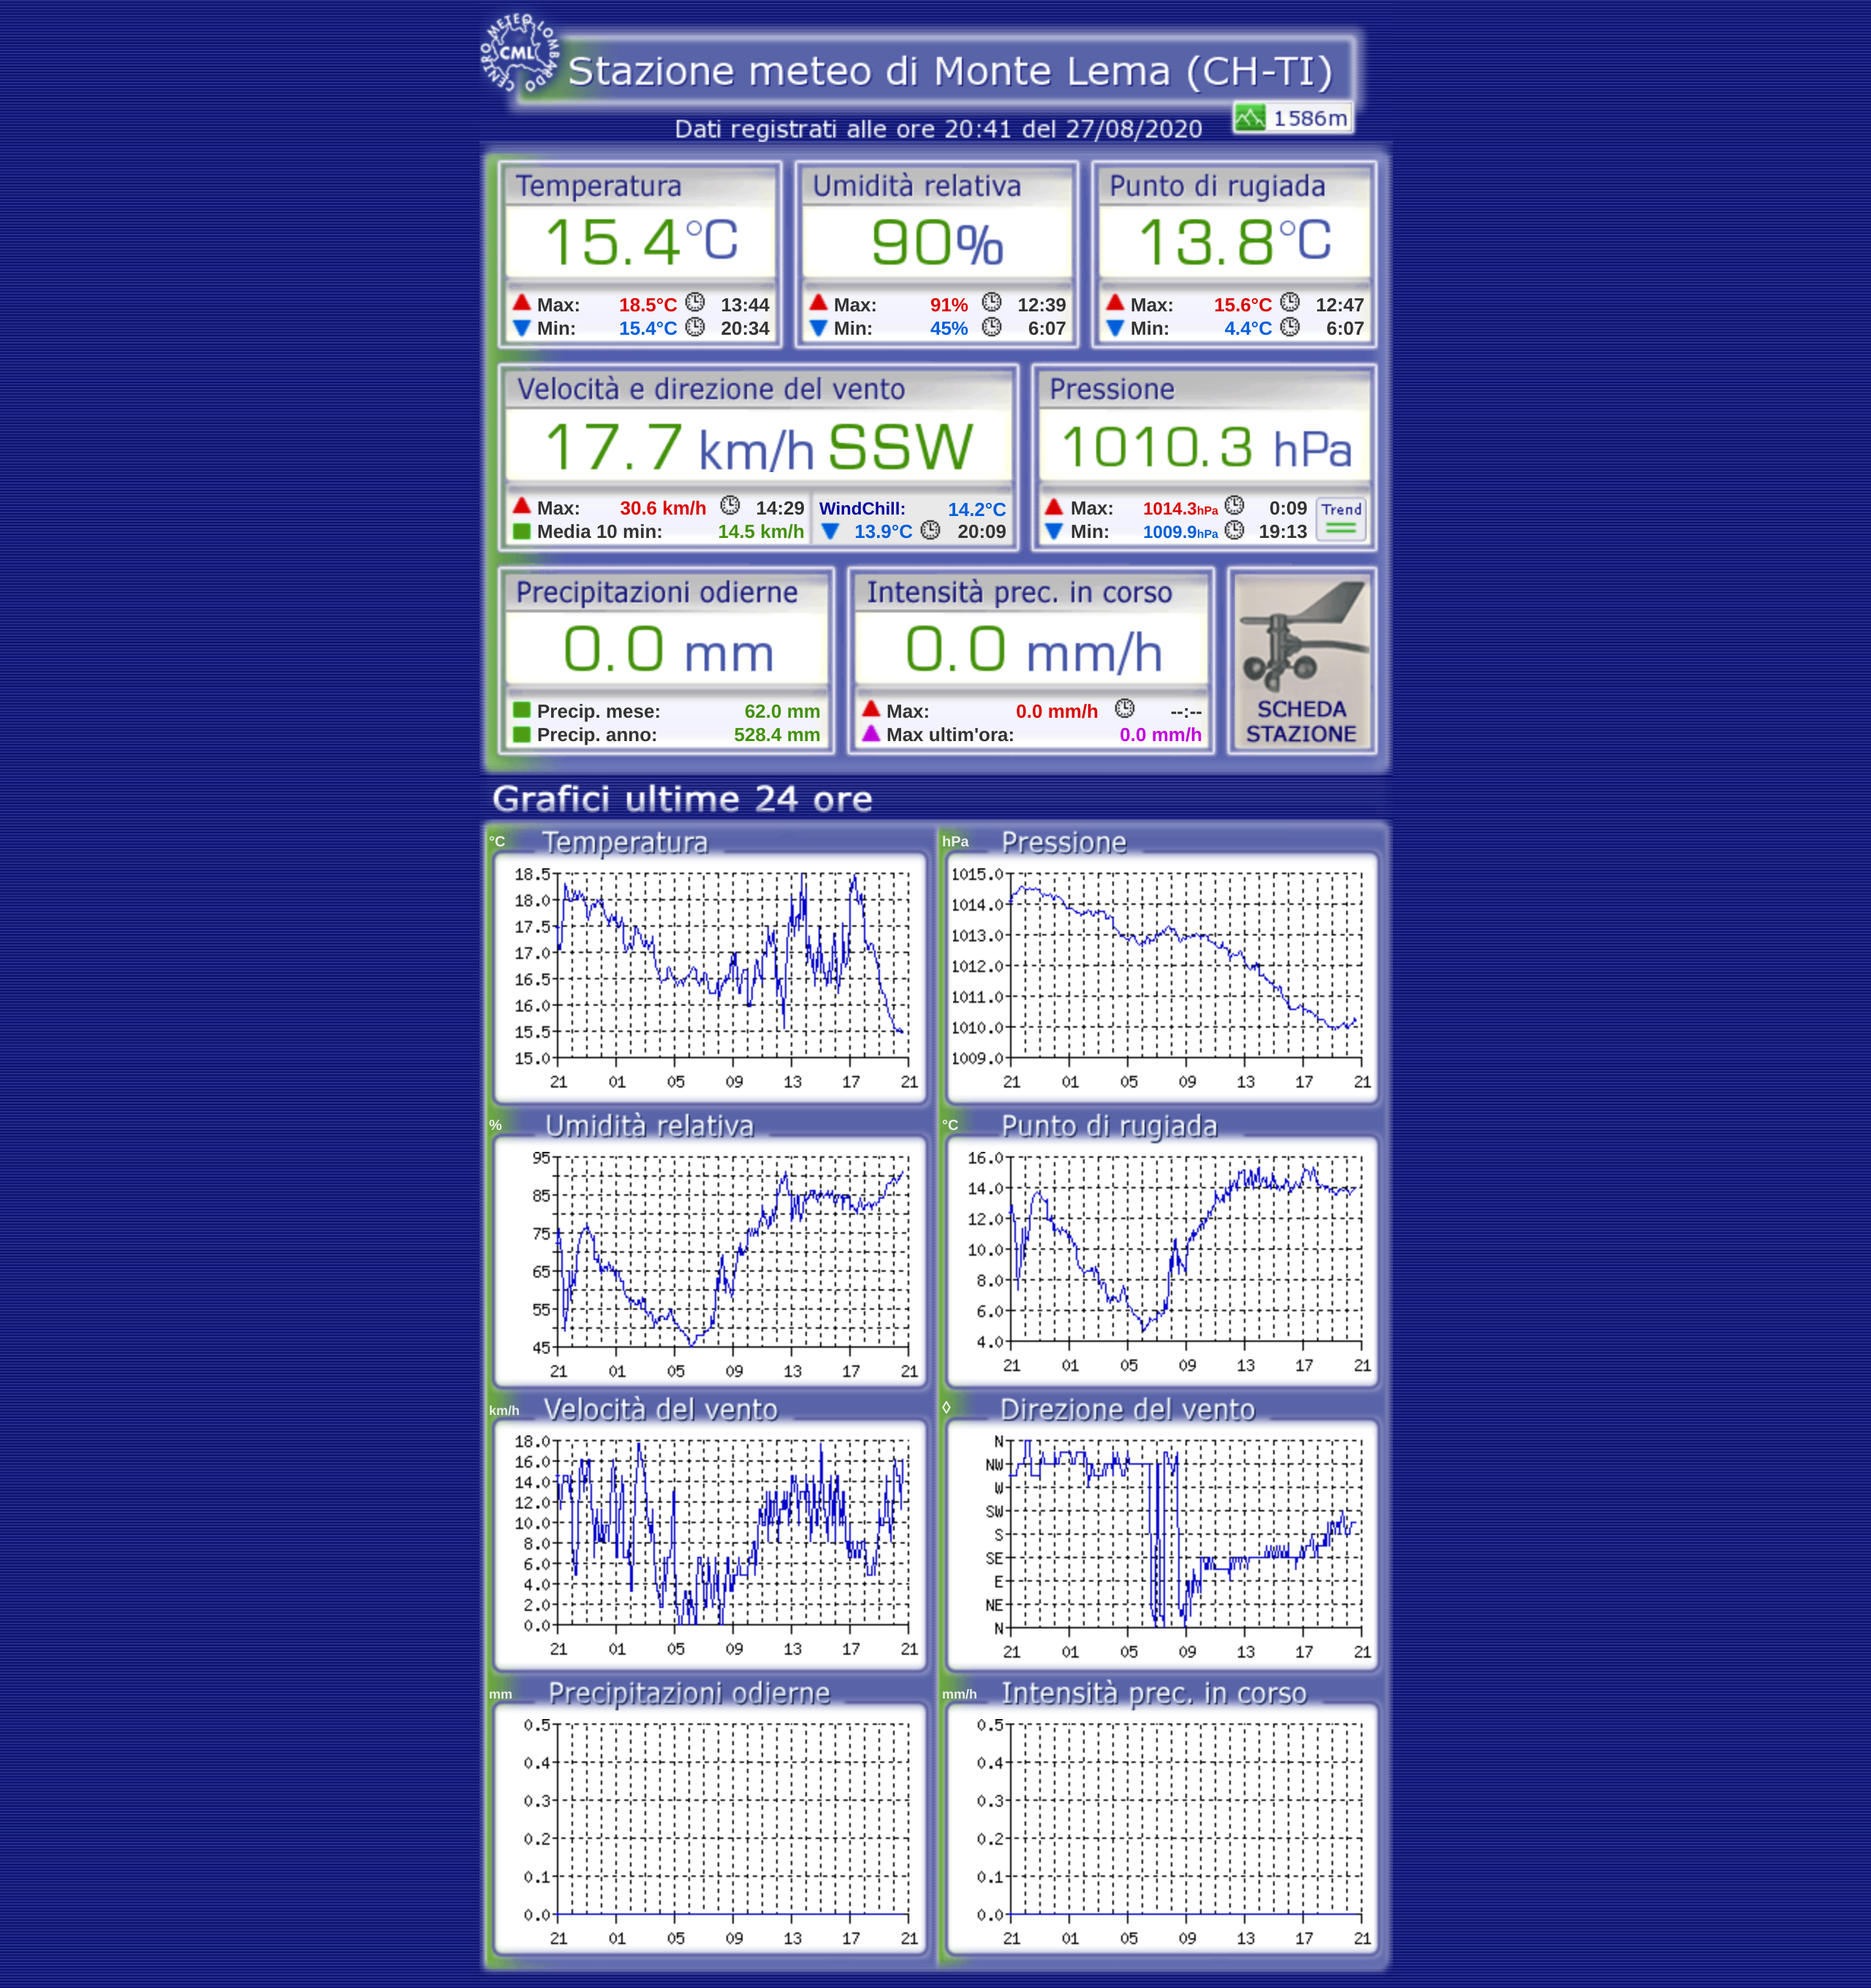 CENTRO METEO LOMBARDO
CML
Stazione meteo di Monte Lema (CH-TI)
1586m
Dati registrati alle ore 20:41 del 27/08/2020
Temperatura
15.4°C
Max: 18.5°C 13:44
Min: 15.4°C 20:34
Umidità relativa
90%
Max: 91% 12:39
Min: 45% 6:07
Punto di rugiada
13.8°C
Max: 15.6°C 12:47
Min: 4.4°C 6:07
Velocità e direzione del vento
17.7 km/h SSW
Max: 30.6 km/h 14:29
Media 10 min: 14.5 km/h
WindChill: 14.2°C
13.9°C 20:09
Pressione
1010.3 hPa
Max: 1014.3hPa 0:09
Min: 1009.9hPa 19:13
Trend
Precipitazioni odierne
0.0 mm
Precip. mese: 62.0 mm
Precip. anno: 528.4 mm
Intensità prec. in corso
0.0 mm/h
Max: 0.0 mm/h --:--
Max ultim'ora: 0.0 mm/h
SCHEDA
STAZIONE
Grafici ultime 24 ore
°C Temperatura
18.5
18.0
17.5
17.0
16.5
16.0
15.5
15.0
21 01 05 09 13 17 21
hPa Pressione
1015.0
1014.0
1013.0
1012.0
1011.0
1010.0
1009.0
21 01 05 09 13 17 21
% Umidità relativa
95
85
75
65
55
45
21 01 05 09 13 17 21
°C Punto di rugiada
16.0
14.0
12.0
10.0
8.0
6.0
4.0
21 01 05 09 13 17 21
km/h Velocità del vento
18.0
16.0
14.0
12.0
10.0
8.0
6.0
4.0
2.0
0.0
21 01 05 09 13 17 21
◊ Direzione del vento
N
NW
W
SW
S
SE
E
NE
N
21 01 05 09 13 17 21
mm Precipitazioni odierne
0.5
0.4
0.3
0.2
0.1
0.0
21 01 05 09 13 17 21
mm/h Intensità prec. in corso
0.5
0.4
0.3
0.2
0.1
0.0
21 01 05 09 13 17 21